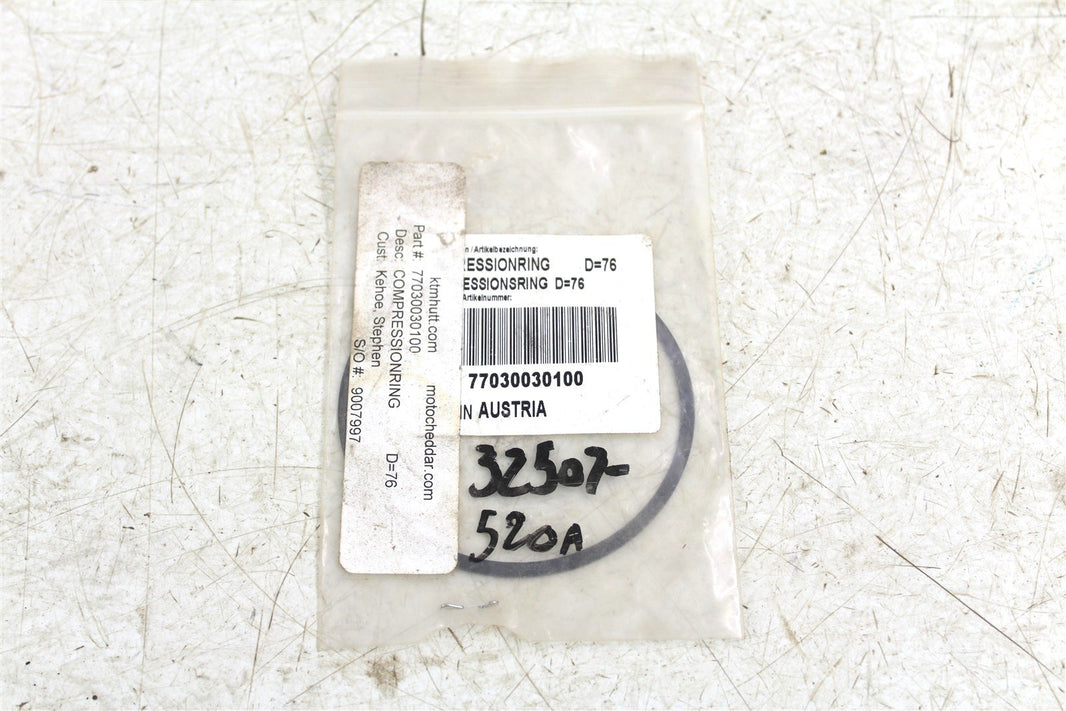 ktmhutt.com motocheddar.com
Part #: 77030030100
Desc: COMPRESSIONRING D=76
Cust: Kehoe, Stephen
S/O #: 9007997
n / Artikelbezeichnung:
RESSIONRING D=76
ESSIONSRING D=76
Artikelnummer:
77030030100
IN AUSTRIA
32507-
520A